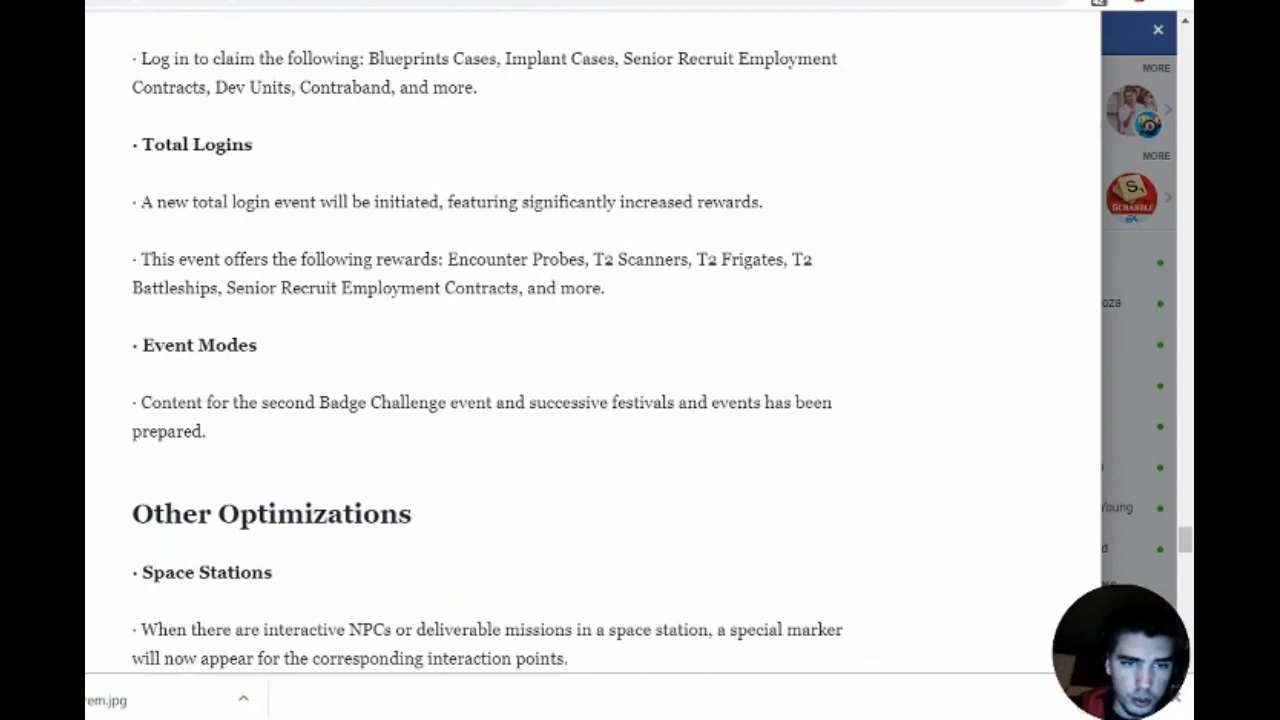 · Log in to claim the following: Blueprints Cases, Implant Cases, Senior Recruit Employment
Contracts, Dev Units, Contraband, and more.
· Total Logins
· A new total login event will be initiated, featuring significantly increased rewards.
· This event offers the following rewards: Encounter Probes, T2 Scanners, T2 Frigates, T2
Battleships, Senior Recruit Employment Contracts, and more.
· Event Modes
· Content for the second Badge Challenge event and successive festivals and events has been
prepared.
Other Optimizations
· Space Stations
· When there are interactive NPCs or deliverable missions in a space station, a special marker
will now appear for the corresponding interaction points.
rem.jpg
MORE
MORE
SCRABBLE
EA
oza
Young
d